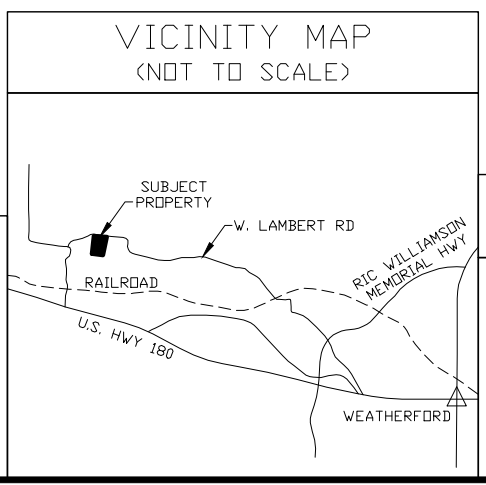 VICINITY MAP
(NOT TO SCALE)
SUBJECT
PROPERTY
W. LAMBERT RD
RIC WILLIAMSON
MEMORIAL HWY
RAILROAD
U.S. HWY 180
WEATHERFORD